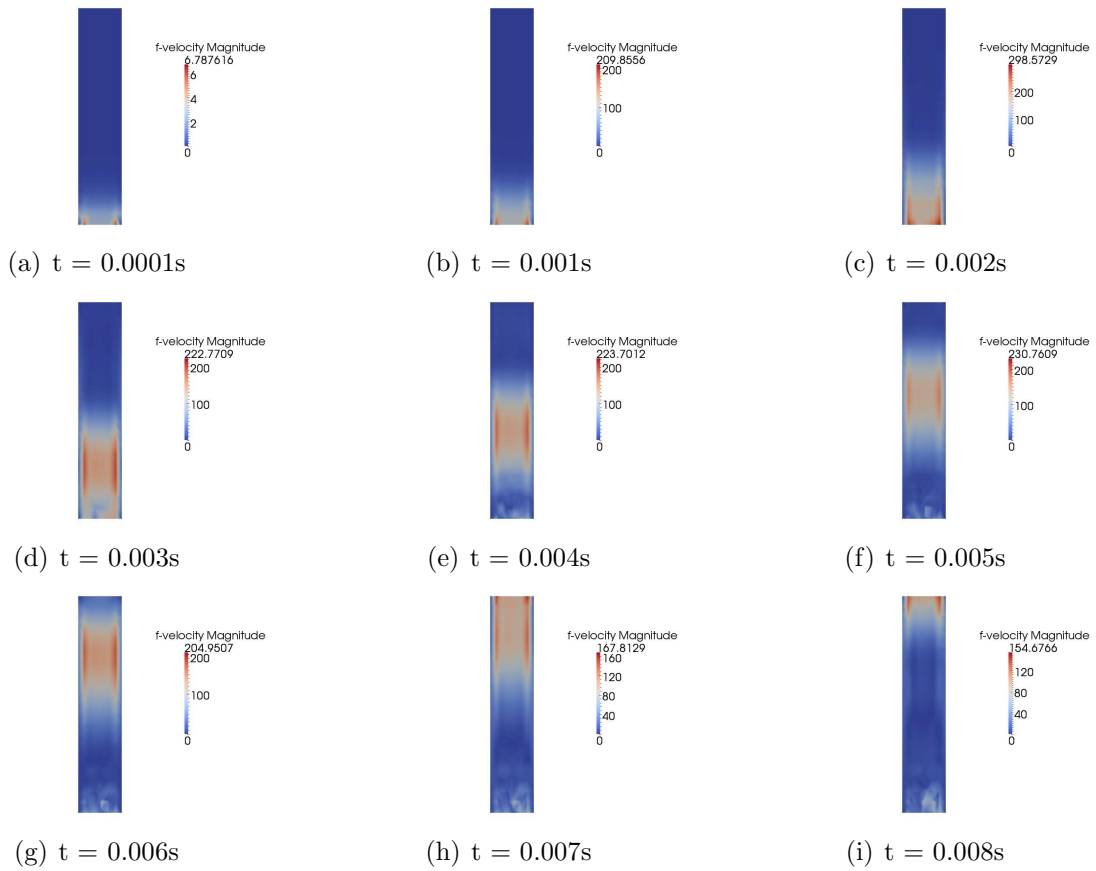 f-velocity Magnitude
6.787616
6
4
2
0
(a) t = 0.0001s
f-velocity Magnitude
209.8556
200
100
0
(b) t = 0.001s
f-velocity Magnitude
298.5729
200
100
0
(c) t = 0.002s
f-velocity Magnitude
222.7709
200
100
0
(d) t = 0.003s
f-velocity Magnitude
223.7012
200
100
0
(e) t = 0.004s
f-velocity Magnitude
230.7609
200
100
0
(f) t = 0.005s
f-velocity Magnitude
204.9507
200
100
0
(g) t = 0.006s
f-velocity Magnitude
167.8129
160
120
80
40
0
(h) t = 0.007s
f-velocity Magnitude
154.6766
120
80
40
0
(i) t = 0.008s